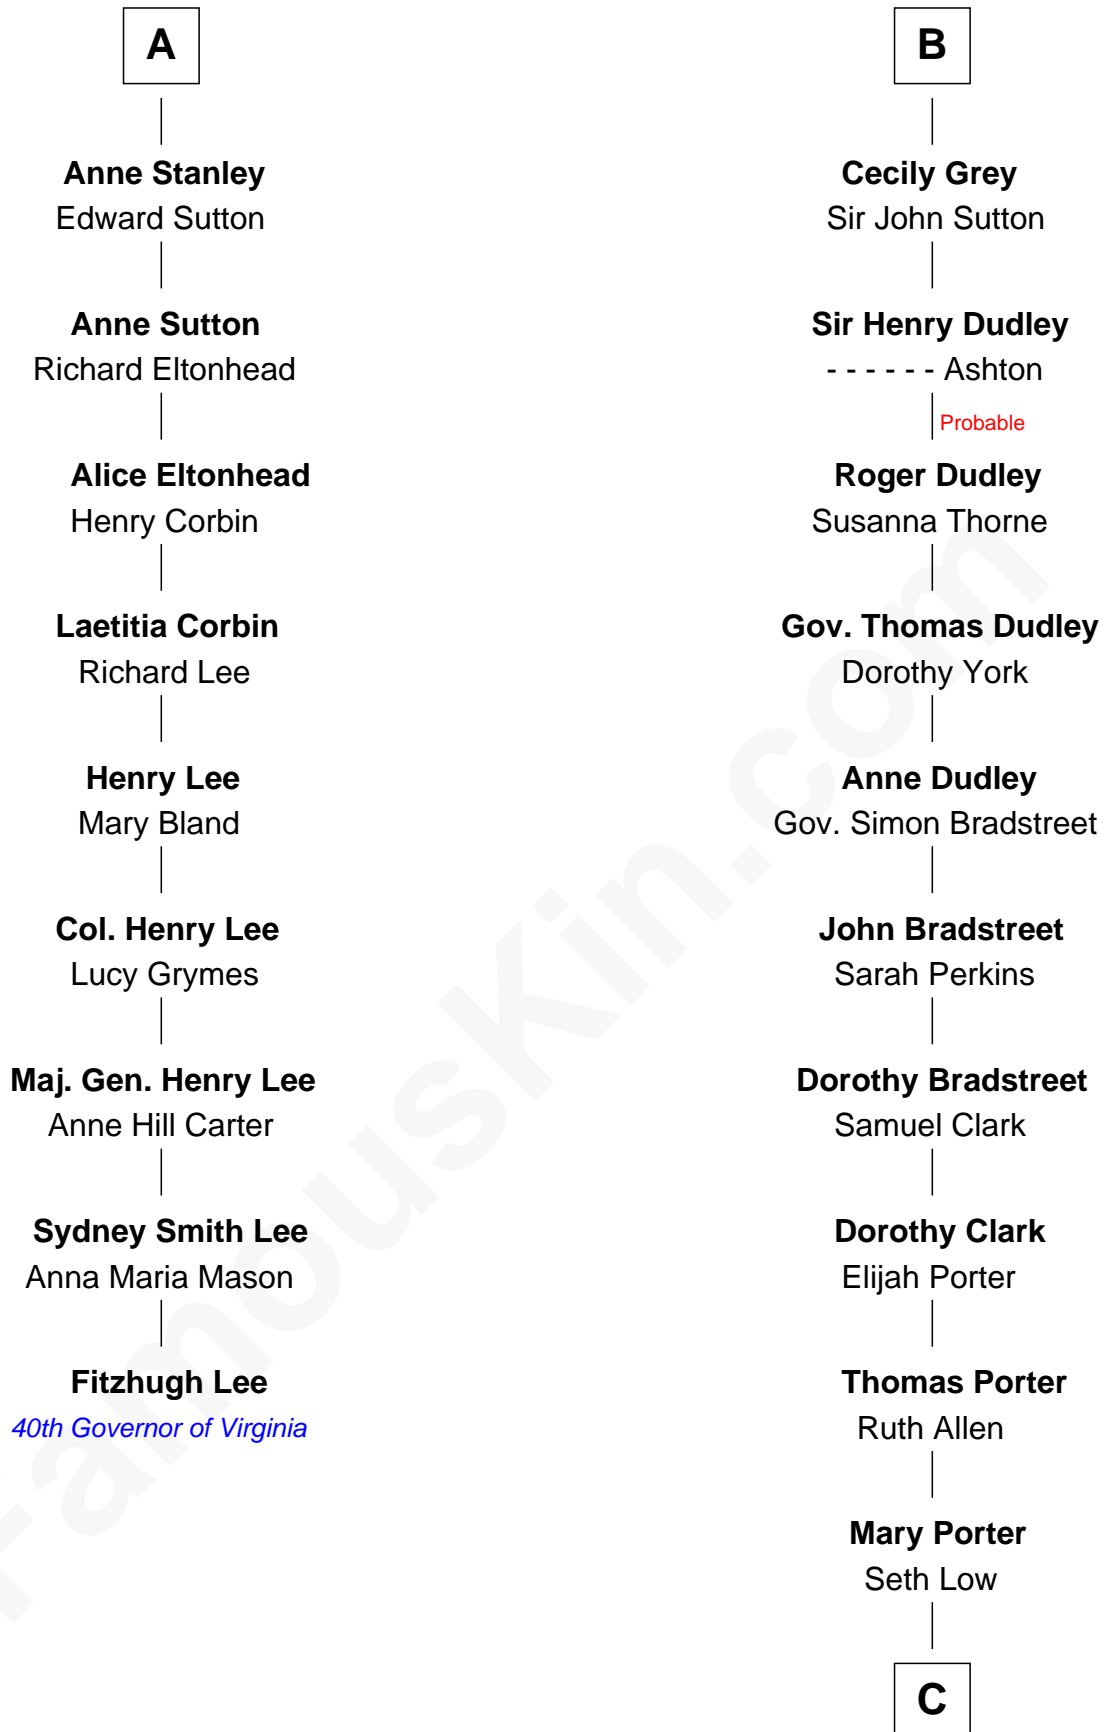 A
Anne Stanley
Edward Sutton
Anne Sutton
Richard Eltonhead
Alice Eltonhead
Henry Corbin
Laetitia Corbin
Richard Lee
Henry Lee
Mary Bland
Col. Henry Lee
Lucy Grymes
Maj. Gen. Henry Lee
Anne Hill Carter
Sydney Smith Lee
Anna Maria Mason
Fitzhugh Lee
40th Governor of Virginia
B
Cecily Grey
Sir John Sutton
Sir Henry Dudley
- - - - - - Ashton
Probable
Roger Dudley
Susanna Thorne
Gov. Thomas Dudley
Dorothy York
Anne Dudley
Gov. Simon Bradstreet
John Bradstreet
Sarah Perkins
Dorothy Bradstreet
Samuel Clark
Dorothy Clark
Elijah Porter
Thomas Porter
Ruth Allen
Mary Porter
Seth Low
C
FamousKin.com